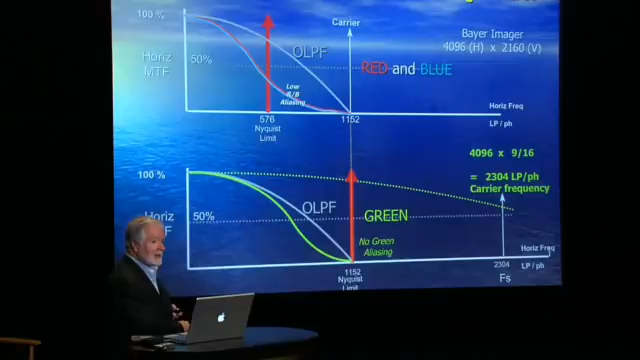 100 %
Carrier
Bayer Imager
4096 (H) x 2160 (V)
OLPF
Horiz
MTF
50%
RED and BLUE
Low
R/B
Aliasing
Horiz Freq
576
1152
LP / ph
Nyquist
Limit
4096 x 9/16
100 %
= 2304 LP/ph
Carrier frequency
OLPF
GREEN
Horiz
50%
No Green
Aliasing
Horiz Freq
1152
2304
LP / ph
Nyquist
Limit
Fs